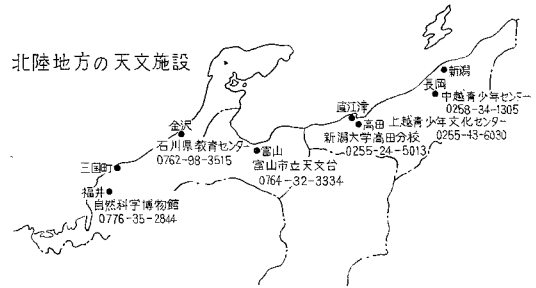 北陸地方の天文施設
新潟
長岡
中越青少年センター
0258-34-1305
直江津
高田
上越青少年文化センター
0255-43-6030
新潟大学高田分校
0255-24-5013
金沢
石川県教育センター
0762-98-3515
富山
富山市立天文台
0764-32-3334
三国町
福井
自然科学博物館
0776-35-2844